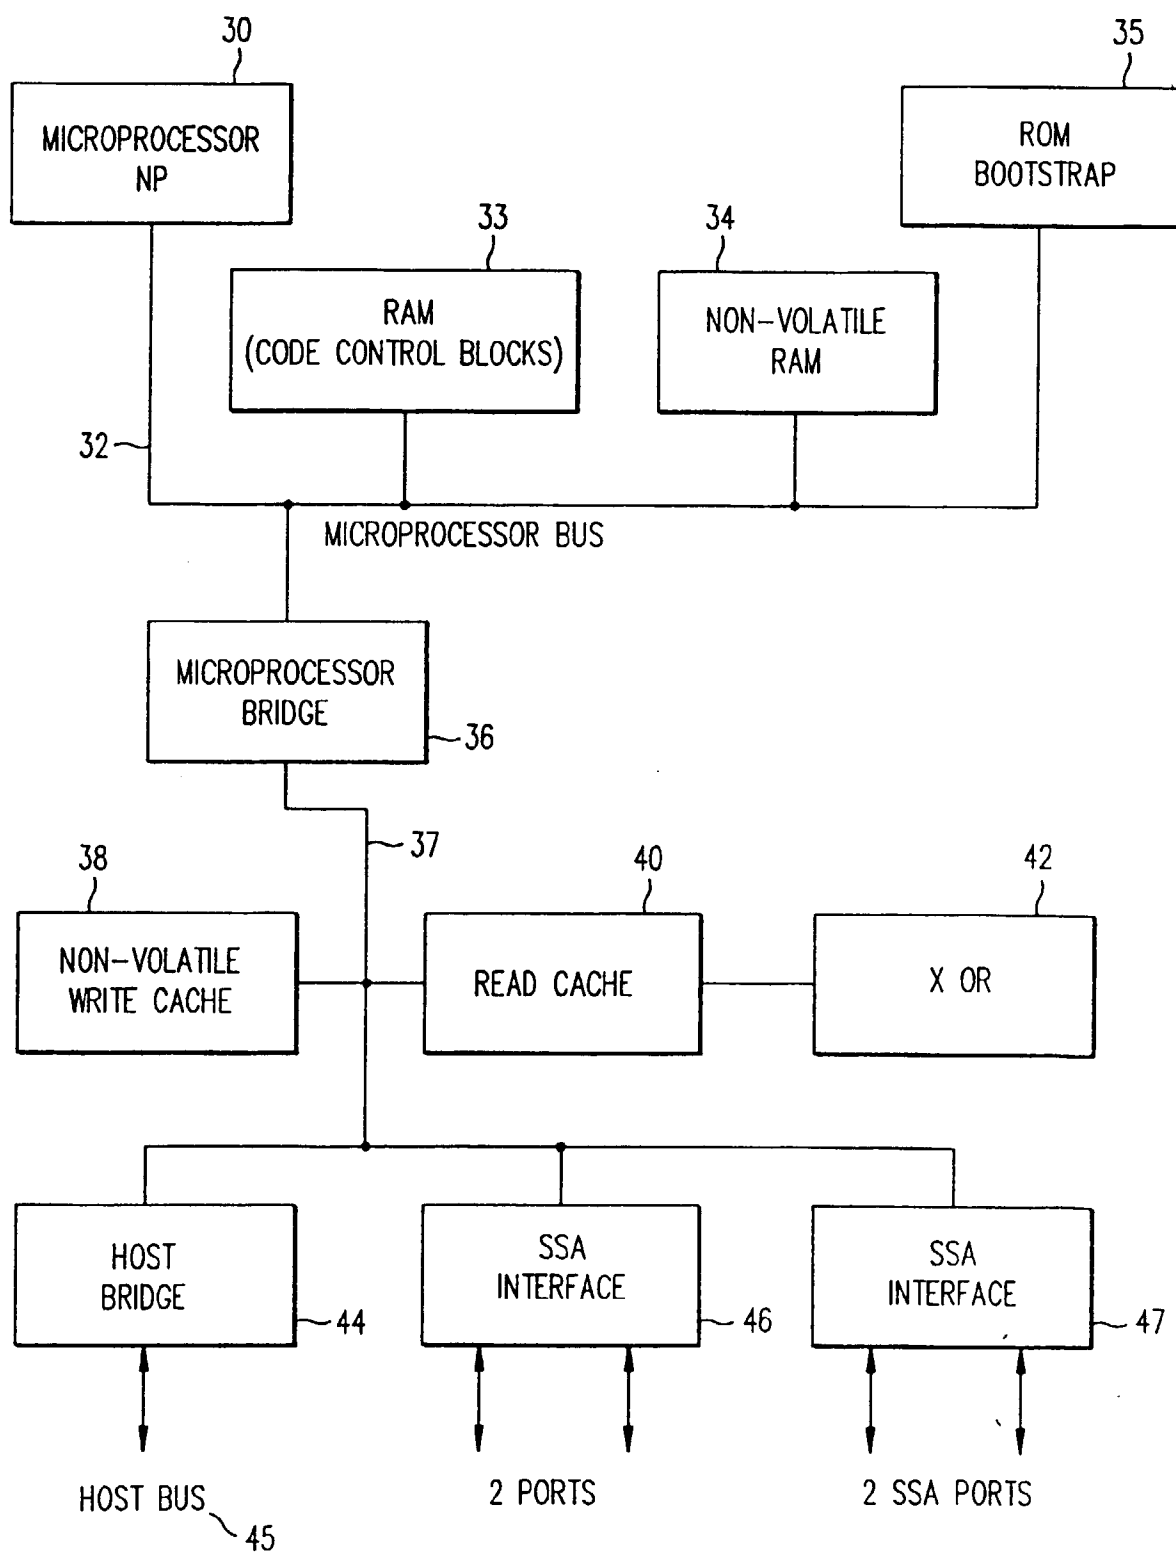 30
35
MICROPROCESSOR
NP
ROM
BOOTSTRAP
33
34
RAM
(CODE CONTROL BLOCKS)
NON-VOLATILE
RAM
32
MICROPROCESSOR BUS
MICROPROCESSOR
BRIDGE
36
37
38
40
42
NON-VOLATILE
WRITE CACHE
READ CACHE
X OR
HOST
BRIDGE
44
SSA
INTERFACE
46
SSA
INTERFACE
47
HOST BUS
45
2 PORTS
2 SSA PORTS